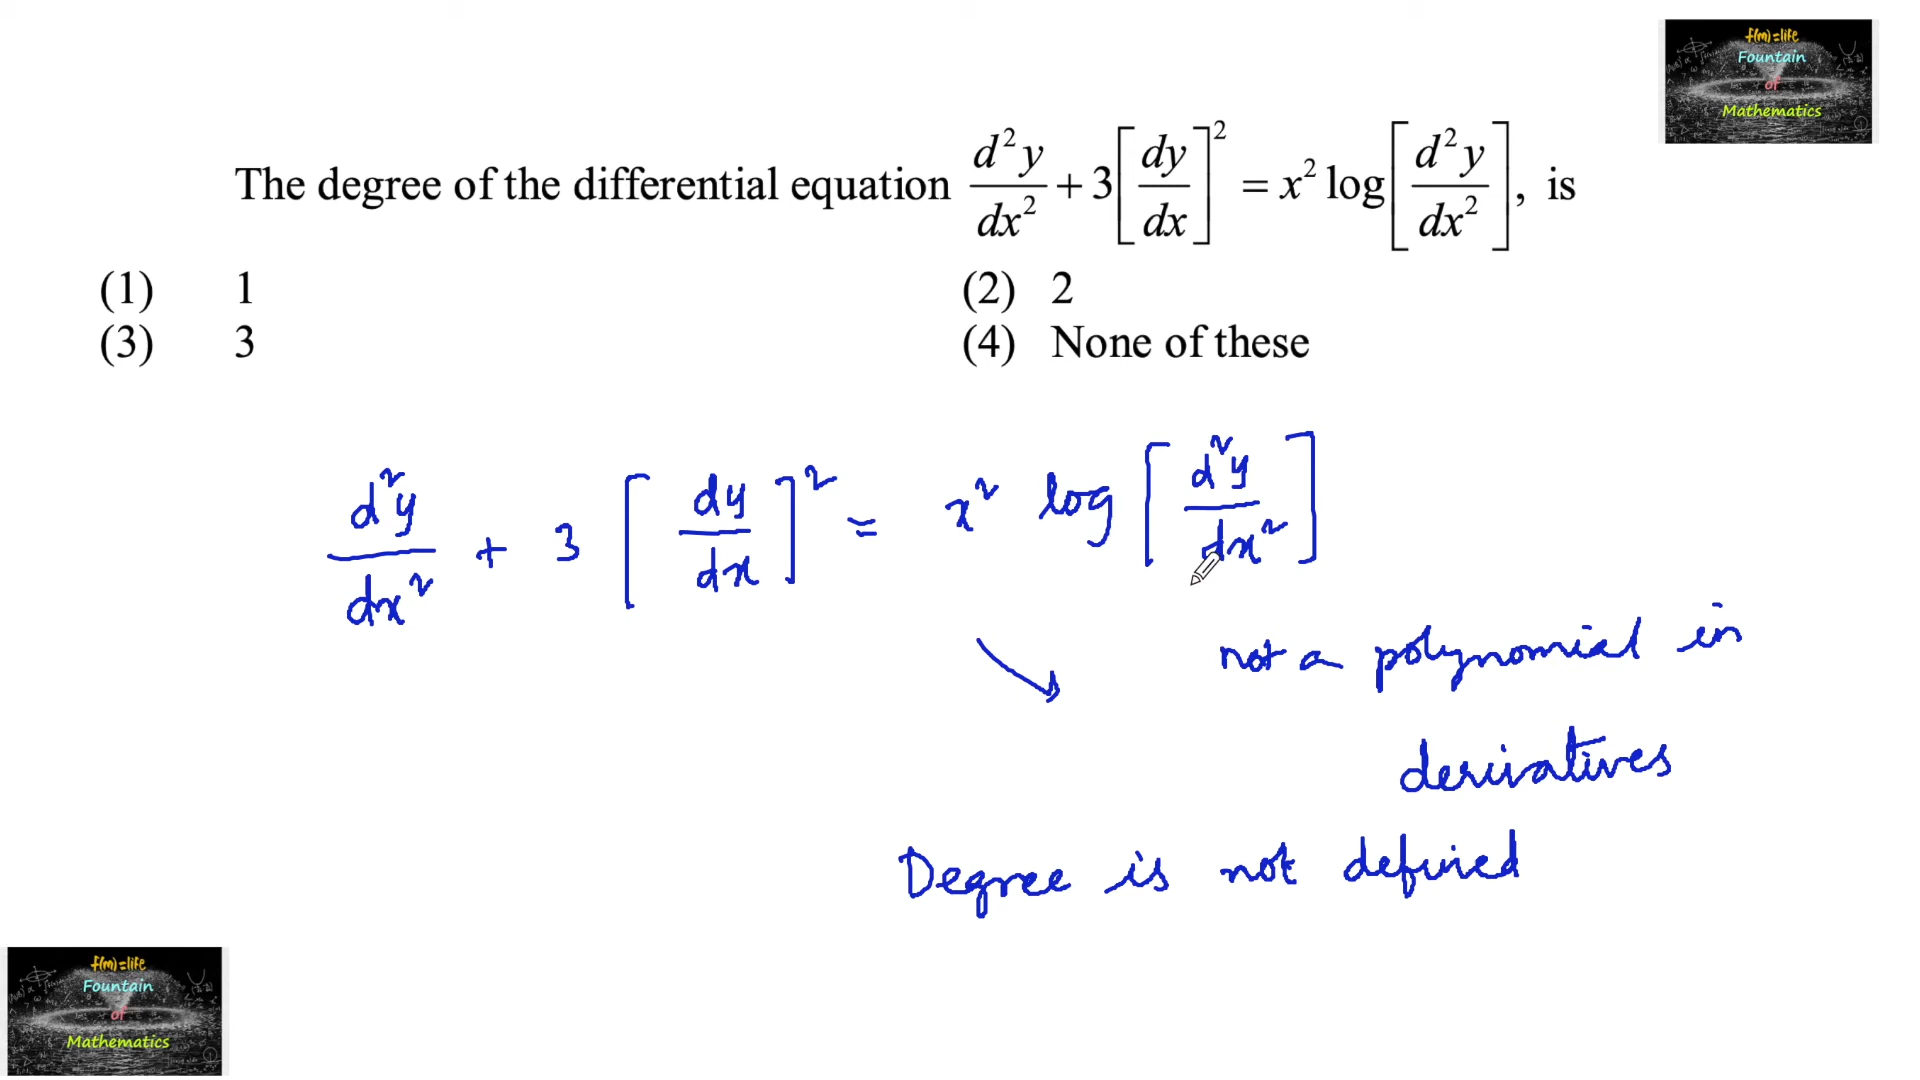 f(m)=life
Fountain
of
Mathematics
The degree of the differential equation d²y/dx² + 3[dy/dx]² = x² log[d²y/dx²], is
(1) 1 (2) 2
(3) 3 (4) None of these
d²y/dx² + 3 [dy/dx]² = x² log [d²y/dx²]
not a polynomial in
derivatives
Degree is not defined
f(m)=life
Fountain
of
Mathematics